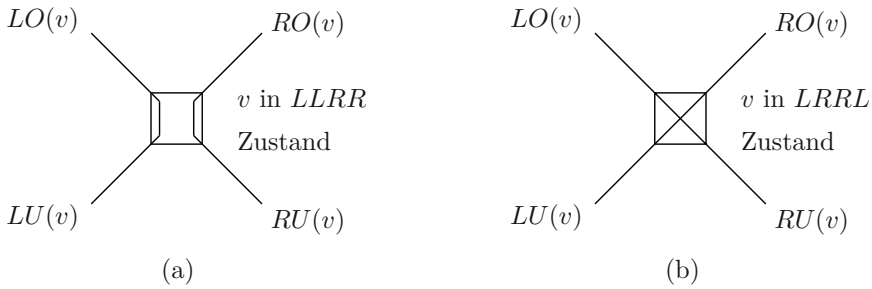 LO(v) RO(v) LO(v) RO(v)
v in LLRR v in LRRL
Zustand Zustand
LU(v) RU(v) LU(v) RU(v)
(a) (b)